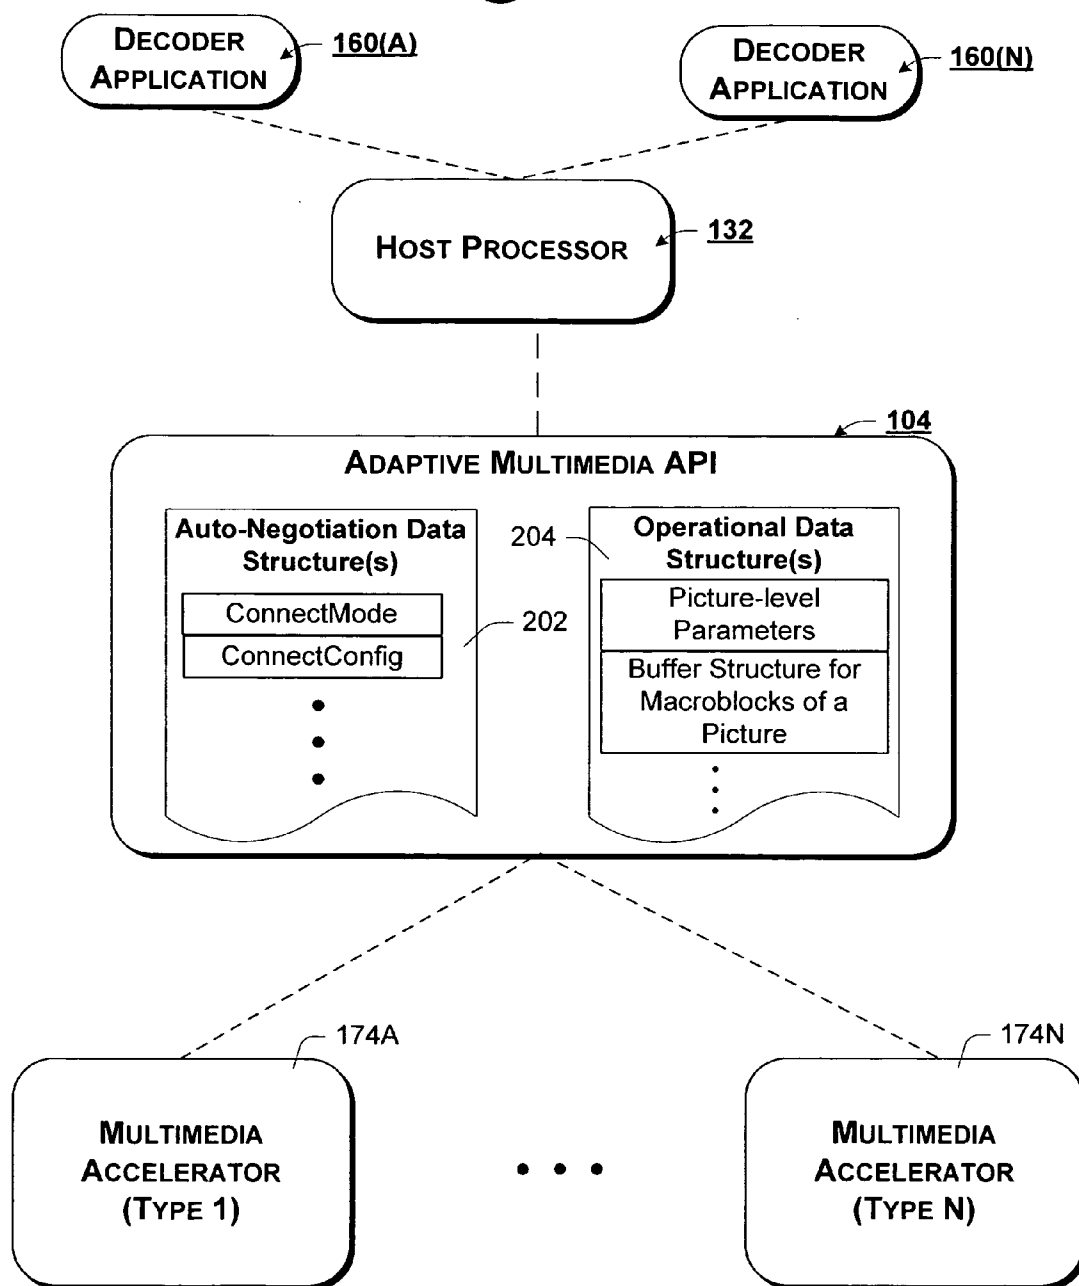 DECODER
APPLICATION
160(A)
DECODER
APPLICATION
160(N)
HOST PROCESSOR
132
104
ADAPTIVE MULTIMEDIA API
Auto-Negotiation Data
Structure(s)
ConnectMode
ConnectConfig
202
204
Operational Data
Structure(s)
Picture-level
Parameters
Buffer Structure for
Macroblocks of a
Picture
174A
MULTIMEDIA
ACCELERATOR
(TYPE 1)
174N
MULTIMEDIA
ACCELERATOR
(TYPE N)